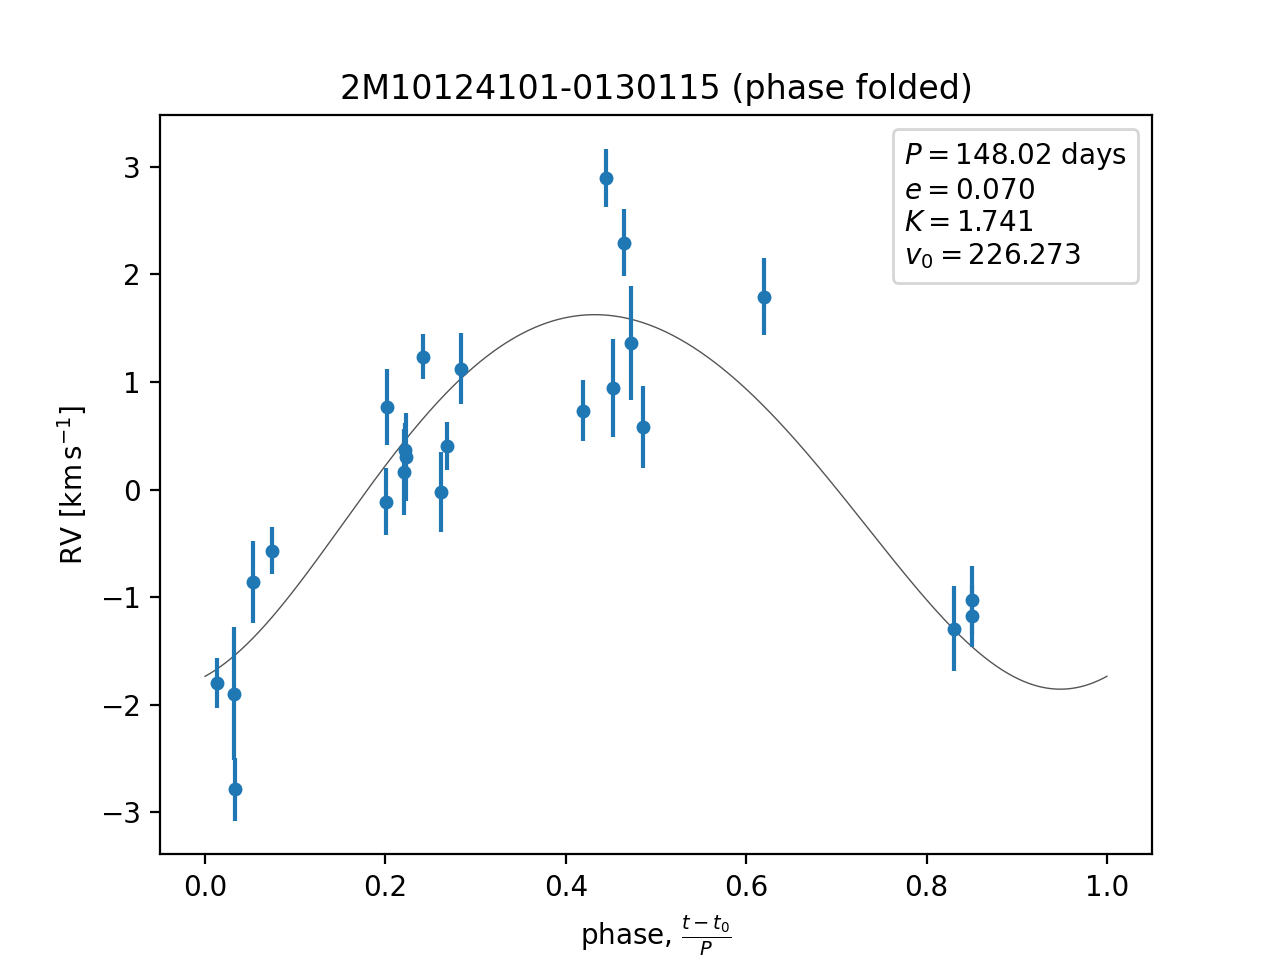 2M10124101-0130115 (phase folded)
P = 148.02 days
e = 0.070
K = 1.741
v₀ = 226.273
3
2
1
0
−1
−2
−3
RV [km s⁻¹]
0.0 0.2 0.4 0.6 0.8 1.0
phase, (t − t₀)/P